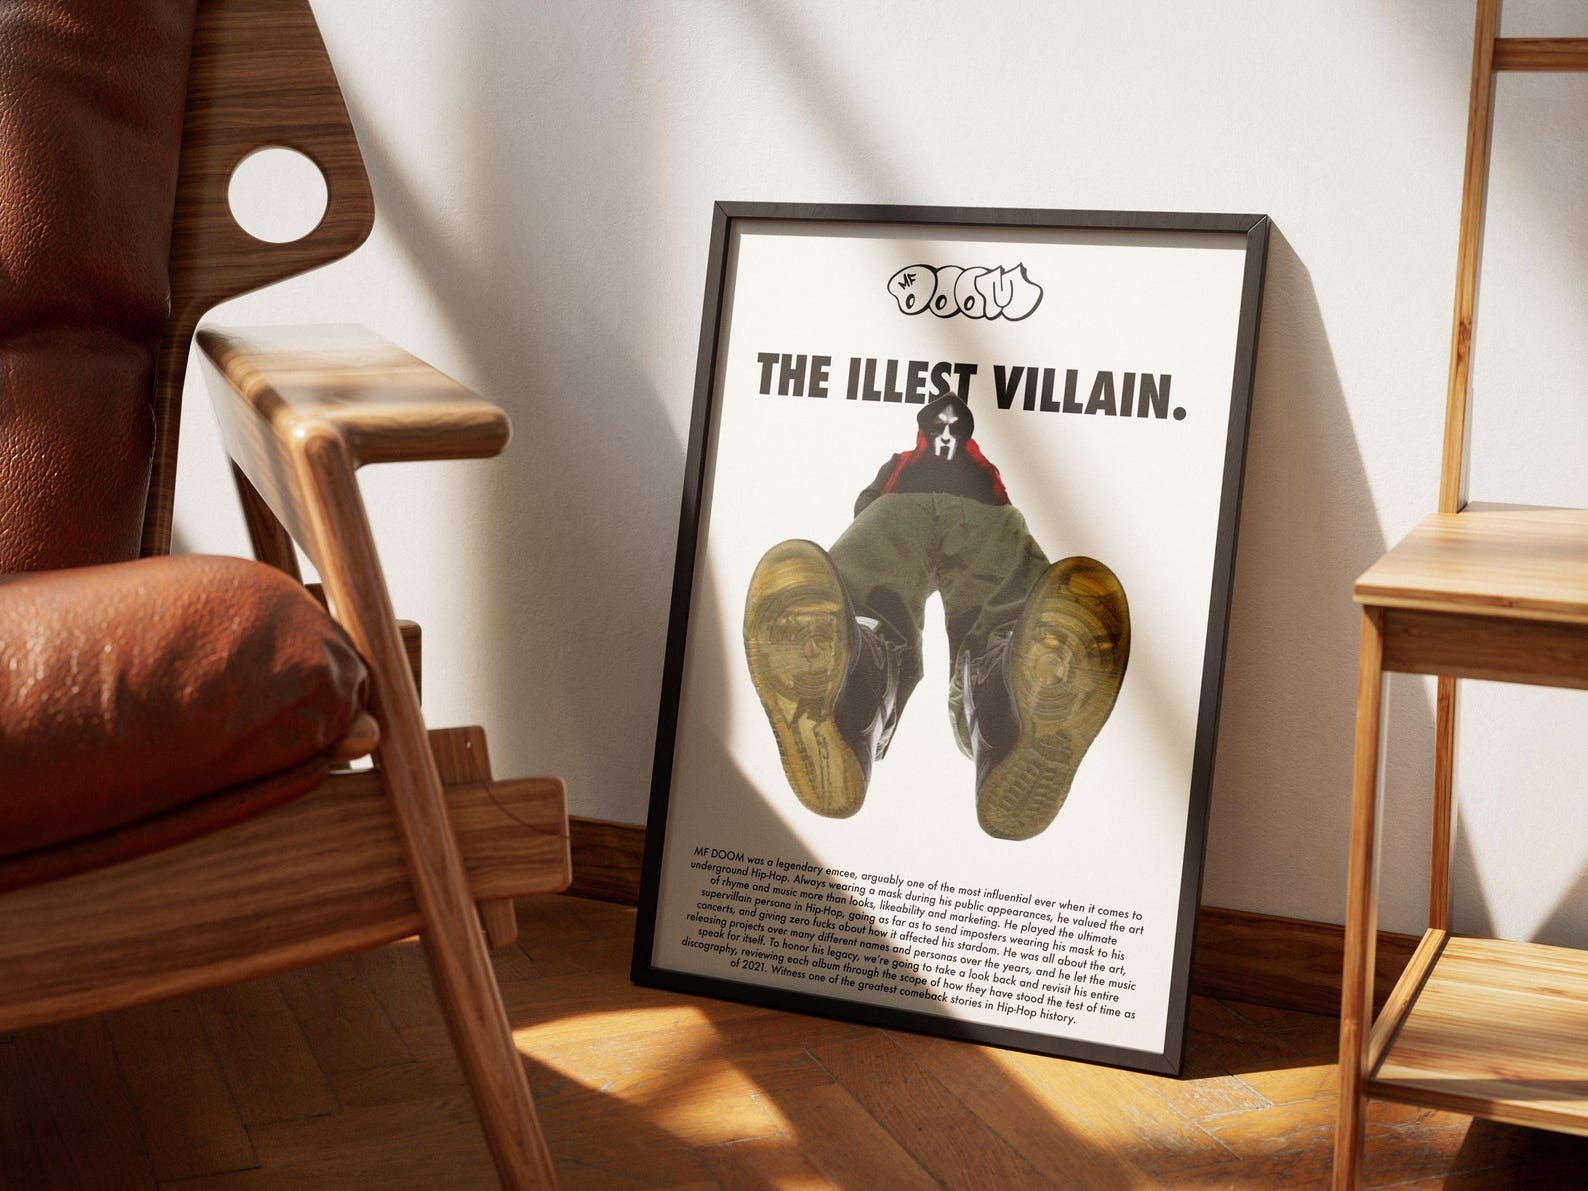 MF DOOM
THE ILLEST VILLAIN.
MF DOOM was a legendary emcee, arguably one of the most influential ever when it comes to
underground Hip-Hop. Always wearing a mask during his public appearances, he valued the art
of rhyme and music more than looks, likeability and marketing. He played the ultimate
supervillain persona in Hip-Hop, going as far as to send imposters wearing his mask to his
concerts, and giving zero fucks about how it affected his stardom. He was all about the art,
releasing projects over many different names and personas over the years, and he let the music
speak for itself. To honor his legacy, we're going to take a look back and revisit his entire
discography, reviewing each album through the scope of how they have stood the test of time as
of 2021. Witness one of the greatest comeback stories in Hip-Hop history.